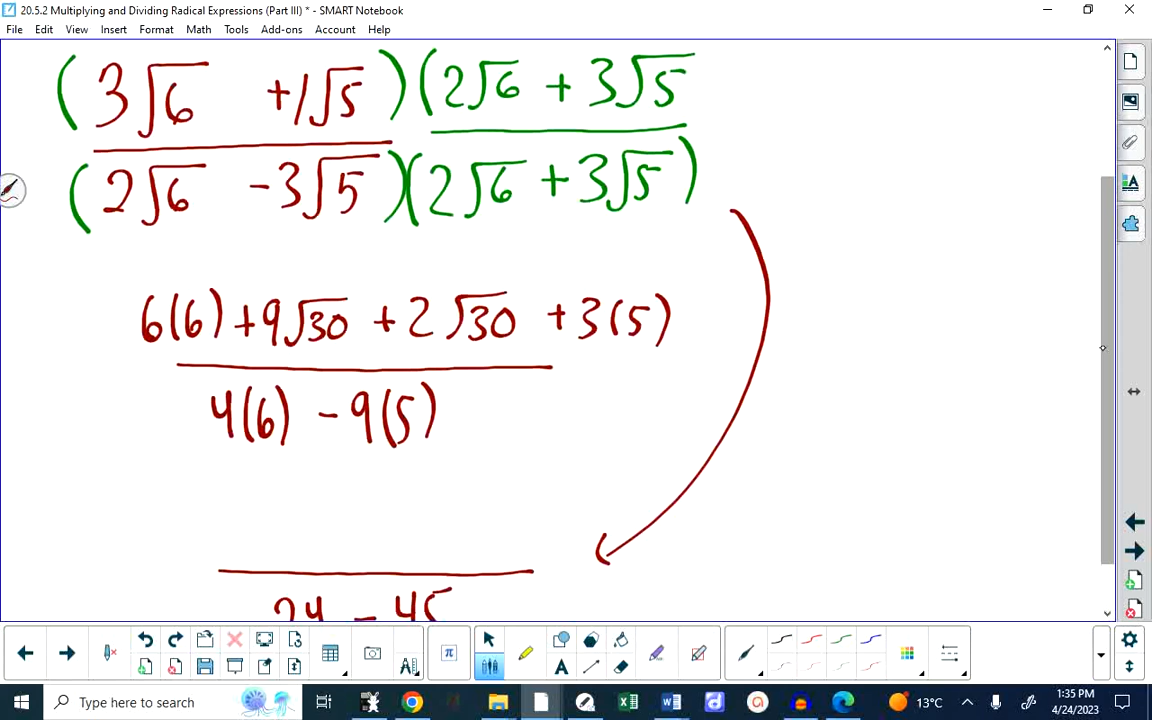 20.5.2 Multiplying and Dividing Radical Expressions (Part III) * - SMART Notebook
File Edit View Insert Format Math Tools Add-ons Account Help
(3√6 +1√5)(2√6 + 3√5
(2√6 -3√5)(2√6 +3√5)
6(6) +9√30 +2√30 +3(5)
4(6) -9(5)
24 - 45
π
A
Type here to search
13°C
1:35 PM
4/24/2023